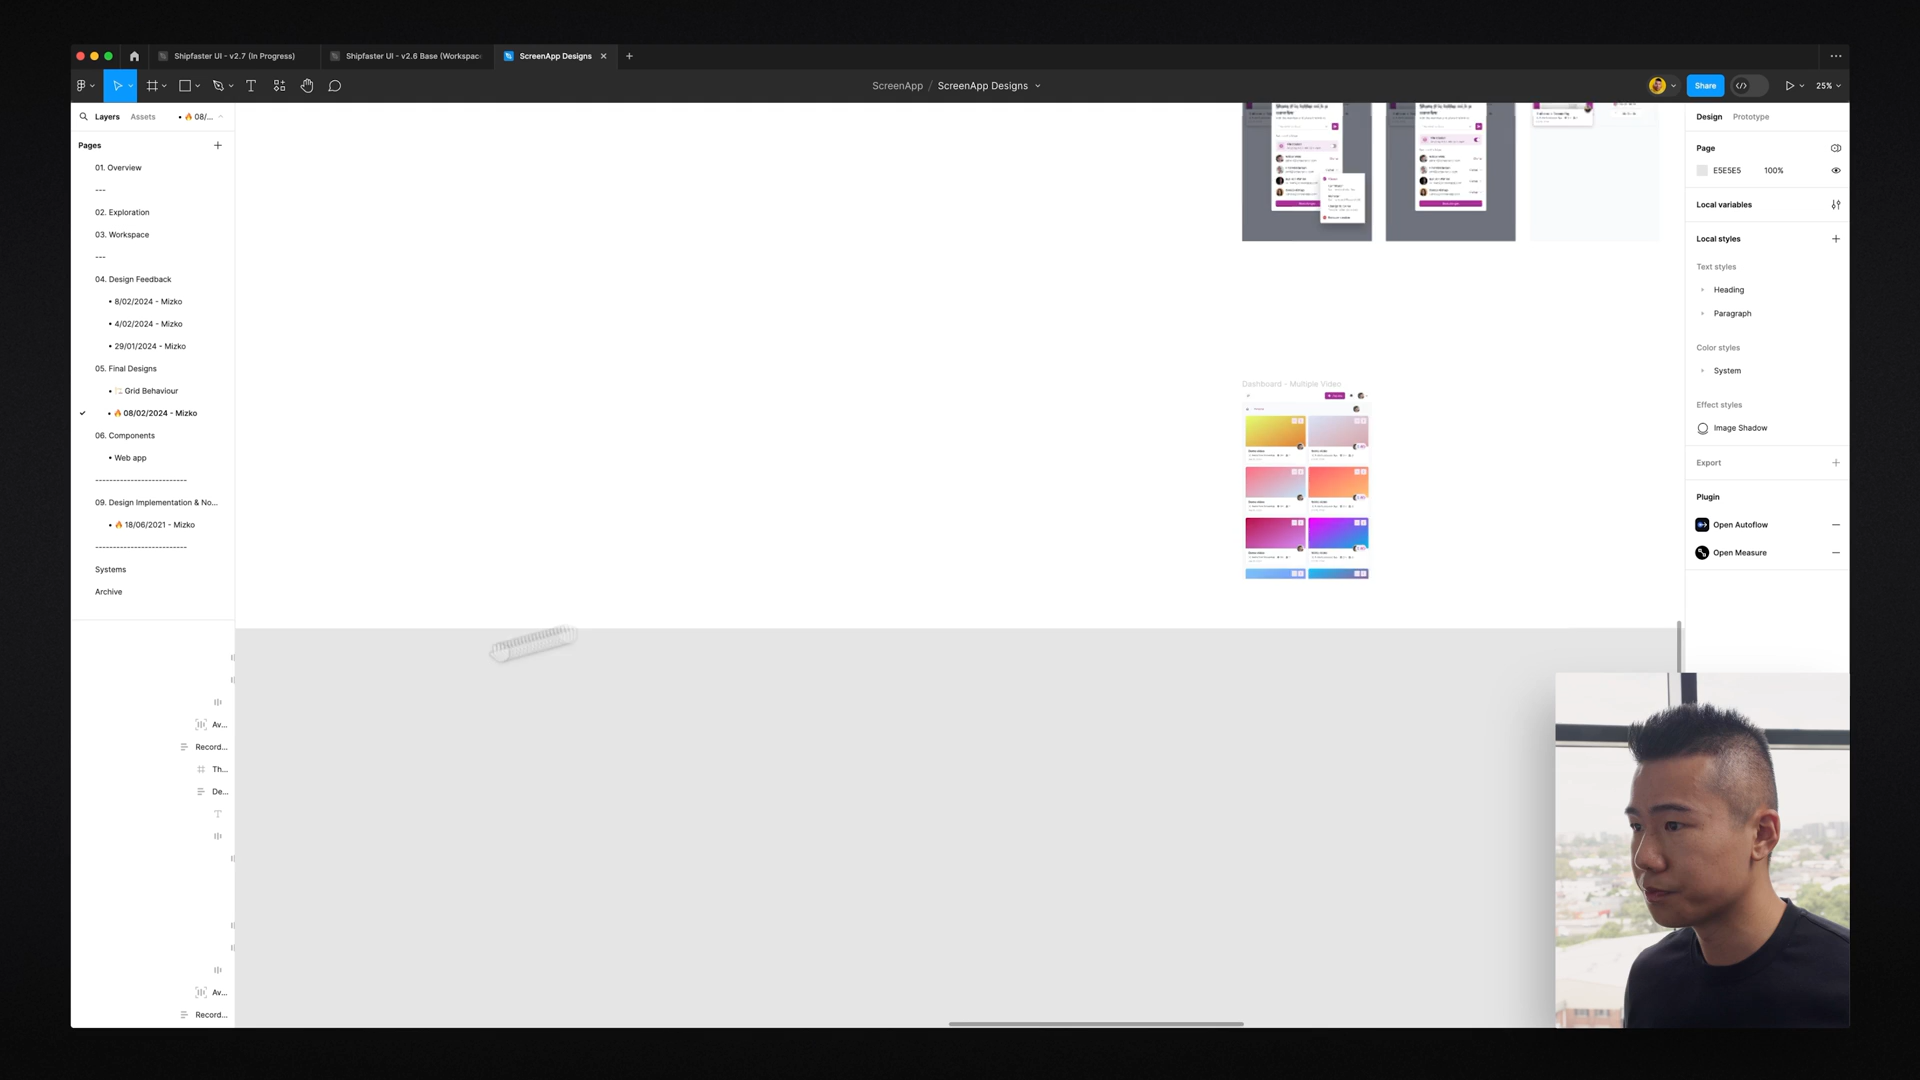 Shipfaster UI - v2.7 (In Progress)
Shipfaster UI - v2.6 Base (Workspac
ScreenApp Designs
ScreenApp / ScreenApp Designs
Share
25%
Layers
Assets
• 🔥 08/...
Pages
01. Overview
---
02. Exploration
03. Workspace
---
04. Design Feedback
• 8/02/2024 - Mizko
• 4/02/2024 - Mizko
• 29/01/2024 - Mizko
05. Final Designs
• Grid Behaviour
• 🔥 08/02/2024 - Mizko
06. Components
• Web app
--------------------------
09. Design Implementation & No...
• 🔥 18/06/2021 - Mizko
--------------------------
Systems
Archive
Av...
Record...
Th...
De...
Av...
Record...
Dashboard - Multiple Video
Design
Prototype
Page
E5E5E5
100%
Local variables
Local styles
Text styles
Heading
Paragraph
Color styles
System
Effect styles
Image Shadow
Export
Plugin
Open Autoflow
Open Measure